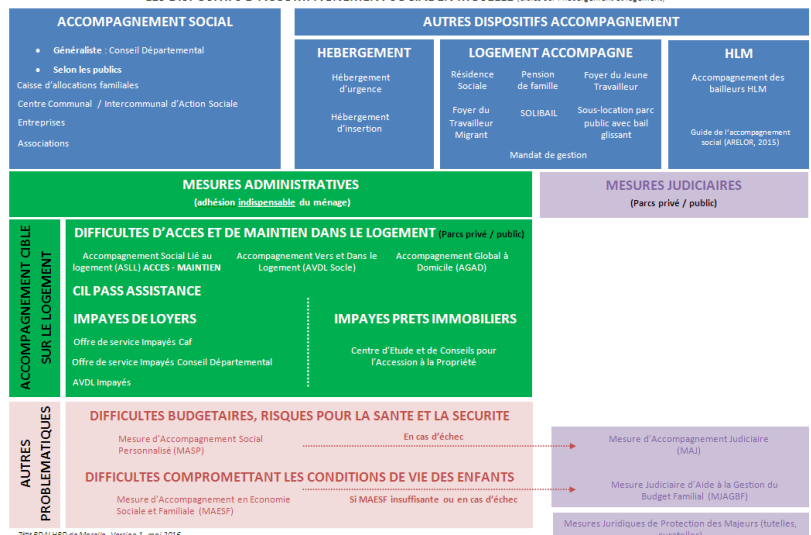 ACCOMPAGNEMENT SOCIAL
• Généraliste : Conseil Départemental
• Selon les publics
Caisse d'allocations familiales
Centre Communal / Intercommunal d'Action Sociale
Entreprises
Associations
AUTRES DISPOSITIFS ACCOMPAGNEMENT
HEBERGEMENT
Hébergement
d'urgence
Hébergement
d'insertion
LOGEMENT ACCOMPAGNE
Résidence
Sociale
Pension
de famille
Foyer du Jeune
Travailleur
Foyer du
Travailleur
Migrant
SOLIBAIL
Sous-location parc
public avec bail
glissant
Mandat de gestion
HLM
Accompagnement des
bailleurs HLM
Guide de l'accompagnement
social (ARELOR, 2015)
MESURES ADMINISTRATIVES
(adhésion indispensable du ménage)
MESURES JUDICIAIRES
(Parcs privé / public)
ACCOMPAGNEMENT CIBLE
SUR LE LOGEMENT
DIFFICULTES D'ACCES ET DE MAINTIEN DANS LE LOGEMENT (Parcs privé / public)
Accompagnement Social Lié au
logement (ASLL) ACCES - MAINTIEN
Accompagnement Vers et Dans le
Logement (AVDL Socle)
Accompagnement Global à
Domicile (AGAD)
CIL PASS ASSISTANCE
IMPAYES DE LOYERS
Offre de service Impayés Caf
Offre de service Impayés Conseil Départemental
AVDL Impayés
IMPAYES PRETS IMMOBILIERS
Centre d'Etude et de Conseils pour
l'Accession à la Propriété
AUTRES
PROBLEMATIQUES
DIFFICULTES BUDGETAIRES, RISQUES POUR LA SANTE ET LA SECURITE
Mesure d'Accompagnement Social
Personnalisé (MASP)
En cas d'échec
Mesure d'Accompagnement Judiciaire
(MAJ)
DIFFICULTES COMPROMETTANT LES CONDITIONS DE VIE DES ENFANTS
Mesure d'Accompagnement en Economie
Sociale et Familiale (MAESF)
Si MAESF insuffisante ou en cas d'échec
Mesure Judiciaire d'Aide à la Gestion du
Budget Familial (MJAGBF)
Mesures Juridiques de Protection des Majeurs (tutelles,